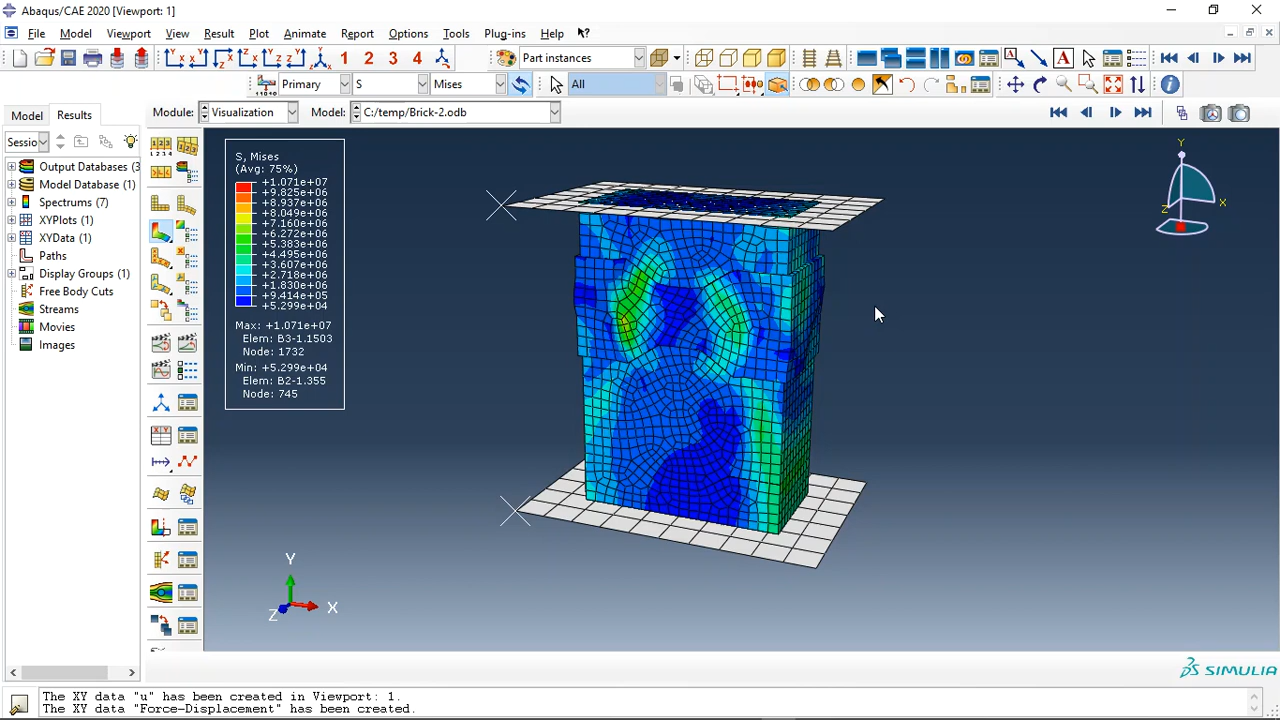 Abaqus/CAE 2020 [Viewport: 1]
File Model Viewport View Result Plot Animate Report Options Tools Plug-ins Help
1 2 3 4 Part instances
Primary S Mises All
Model Results Module: Visualization Model: C:/temp/Brick-2.odb
Sessio
Output Databases (3
Model Database (1)
Spectrums (7)
XYPlots (1)
XYData (1)
Paths
Display Groups (1)
Free Body Cuts
Streams
Movies
Images
S, Mises
(Avg: 75%)
+1.071e+07
+9.825e+06
+8.937e+06
+8.049e+06
+7.160e+06
+6.272e+06
+5.383e+06
+4.495e+06
+3.607e+06
+2.718e+06
+1.830e+06
+9.414e+05
+5.299e+04
Max: +1.071e+07
Elem: B3-1.1503
Node: 1732
Min: +5.299e+04
Elem: B2-1.355
Node: 745
Y
X
Z
Y
X
Z
SIMULIA
The XY data "u" has been created in Viewport: 1.
The XY data "Force-Displacement" has been created.